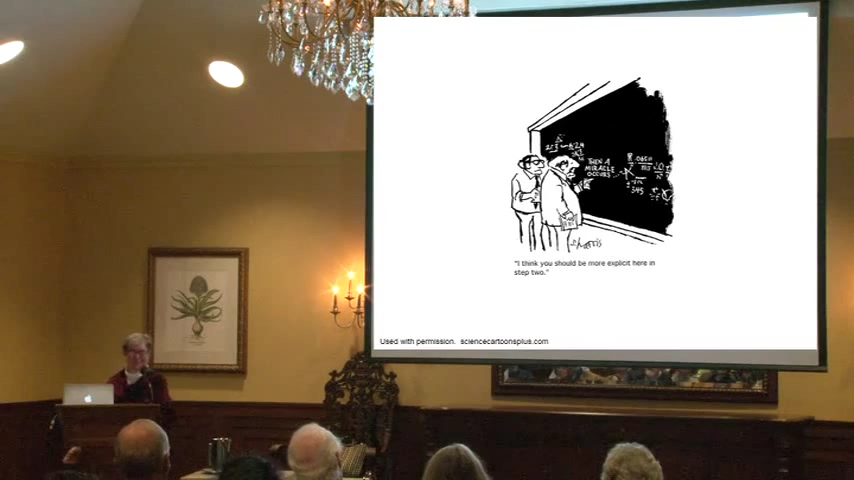 THEN A
MIRACLE
OCCURS
"I think you should be more explicit here in
step two."
Used with permission. sciencecartoonsplus.com